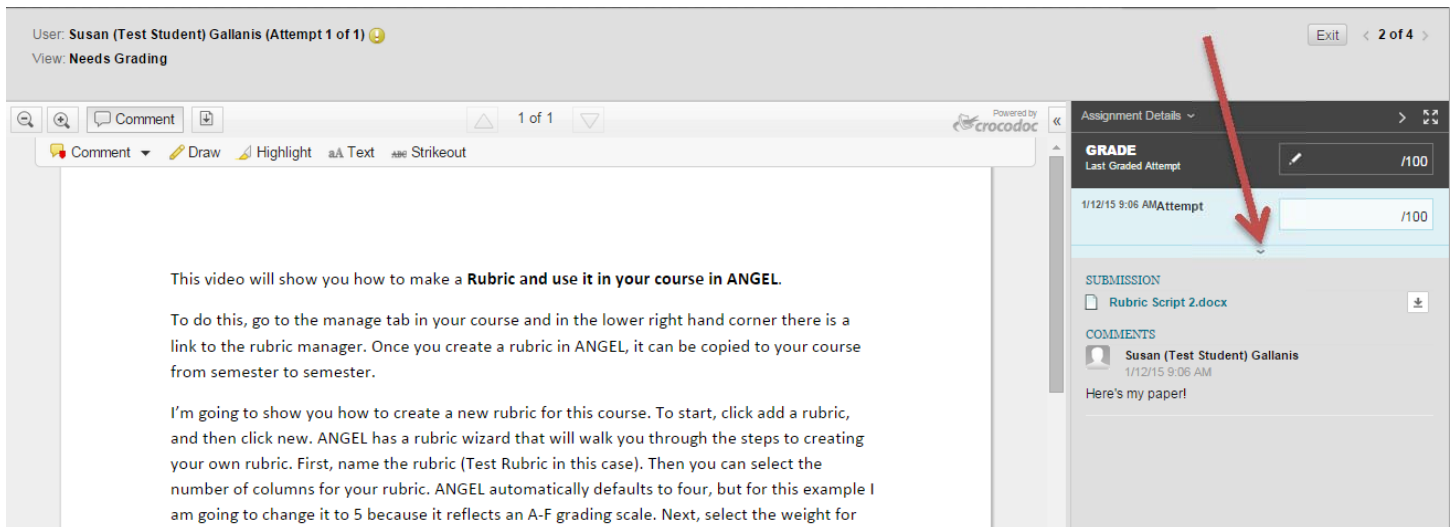 User: Susan (Test Student) Gallanis (Attempt 1 of 1)
View: Needs Grading
Exit < 2 of 4 >
Comment
1 of 1
Powered by
crocodoc
Comment Draw Highlight aA Text ABC Strikeout
This video will show you how to make a Rubric and use it in your course in ANGEL.
To do this, go to the manage tab in your course and in the lower right hand corner there is a
link to the rubric manager. Once you create a rubric in ANGEL, it can be copied to your course
from semester to semester.
I'm going to show you how to create a new rubric for this course. To start, click add a rubric,
and then click new. ANGEL has a rubric wizard that will walk you through the steps to creating
your own rubric. First, name the rubric (Test Rubric in this case). Then you can select the
number of columns for your rubric. ANGEL automatically defaults to four, but for this example I
am going to change it to 5 because it reflects an A-F grading scale. Next, select the weight for
Assignment Details
GRADE
Last Graded Attempt
/100
1/12/15 9:06 AM Attempt
/100
SUBMISSION
Rubric Script 2.docx
COMMENTS
Susan (Test Student) Gallanis
1/12/15 9:06 AM
Here's my paper!